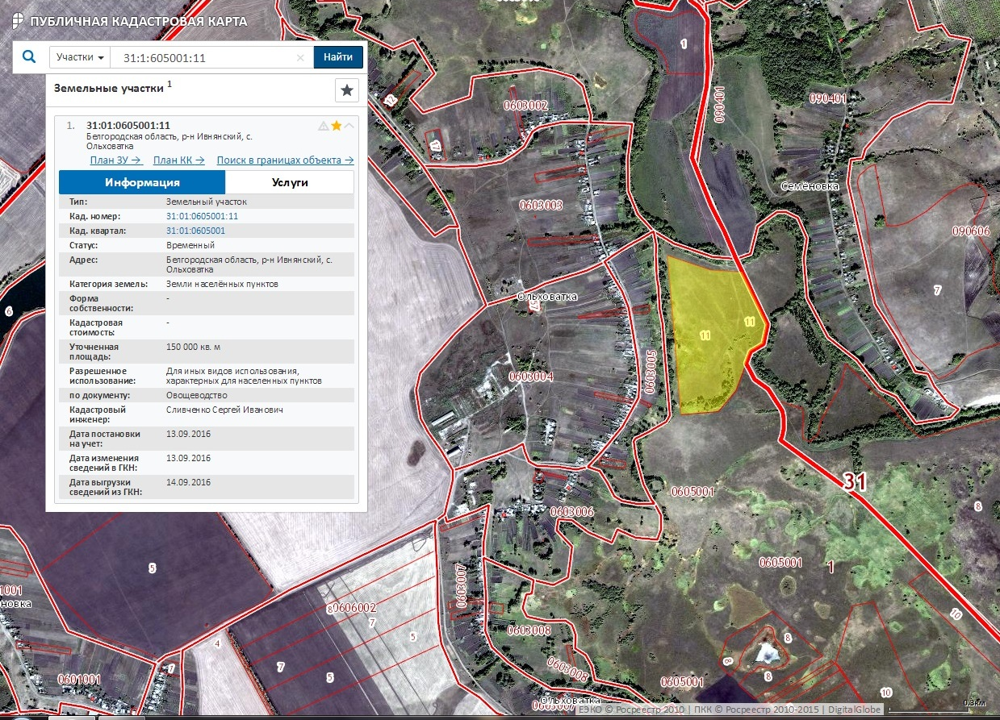 ПУБЛИЧНАЯ КАДАСТРОВАЯ КАРТА
Участки
31:1:605001:11
Найти
Земельные участки 1
1. 31:01:0605001:11
Белгородская область, р-н Ивнянский, с.
Ольховатка
План ЗУ → План КК → Поиск в границах объекта →
Информация Услуги
Тип: Земельный участок
Кад. номер: 31:01:0605001:11
Кад. квартал: 31:01:0605001
Статус: Временный
Адрес: Белгородская область, р-н Ивнянский, с.
Ольховатка
Категория земель: Земли населённых пунктов
Форма
собственности: -
Кадастровая
стоимость: -
Уточненная
площадь: 150 000 кв. м
Разрешенное
использование: Для иных видов использования,
характерных для населенных пунктов
по документу: Овощеводство
Кадастровый
инженер: Сливченко Сергей Иванович
Дата постановки
на учет: 13.09.2016
Дата изменения
сведений в ГКН: 13.09.2016
Дата выгрузки
сведений из ГКН: 14.09.2016
1
12
0603002
090401
090401
17
Семёновка
0603003
090606
7
Ольховатка
57
6
11
11
0603005
0603004
31
0605001
8
0603006
5
0605001
1
1001
новка
0603007
8
0606002
7
5
10
0603008
4
7
5
1
0601001
8
8
8
0603008
0605001
10
Ольховатка
0603007
0.3км
ЕЭКО © Росреестр 2010 | ПКК © Росреестр 2010-2015 | DigitalGlobe